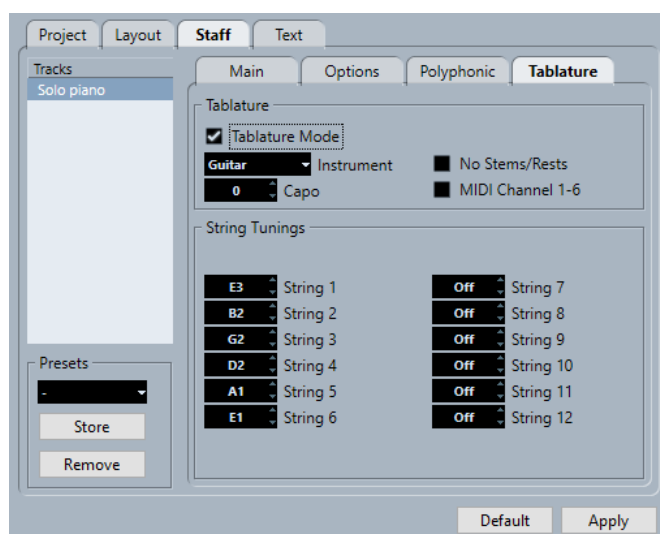 Project Layout Staff Text
Tracks
Solo piano
Main Options Polyphonic Tablature
Tablature
Tablature Mode
Guitar Instrument No Stems/Rests
0 Capo MIDI Channel 1-6
String Tunings
E3 String 1 Off String 7
B2 String 2 Off String 8
G2 String 3 Off String 9
D2 String 4 Off String 10
A1 String 5 Off String 11
E1 String 6 Off String 12
Presets
-
Store
Remove
Default Apply